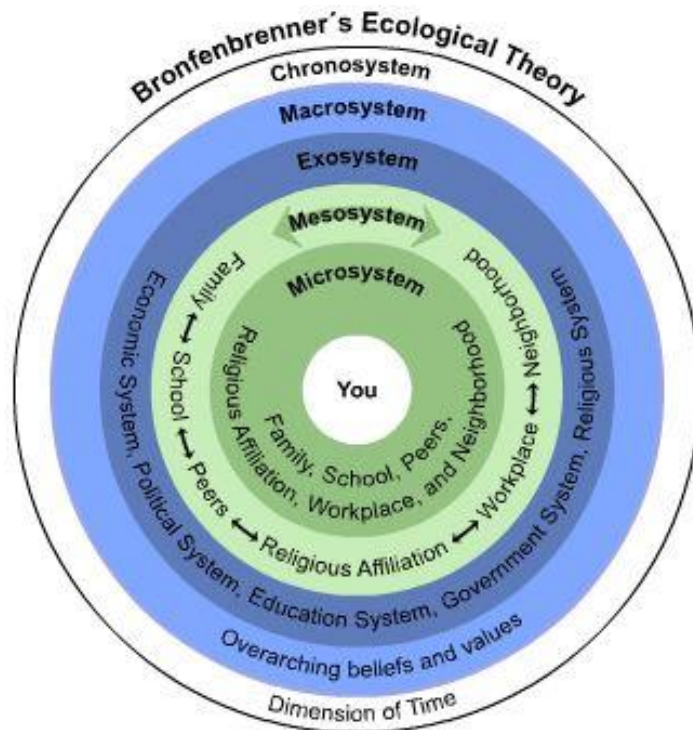 Bronfenbrenner´s Ecological Theory
Chronosystem
Macrosystem
Exosystem
Mesosystem
Microsystem
You
Family, School, Peers,
Religious Affiliation, Workplace, and Neighborhood
Family ↔ School ↔ Peers ↔ Religious Affiliation ↔ Workplace ↔ Neighborhood
Economic System, Political System, Education System, Government System, Religious System
Overarching beliefs and values
Dimension of Time